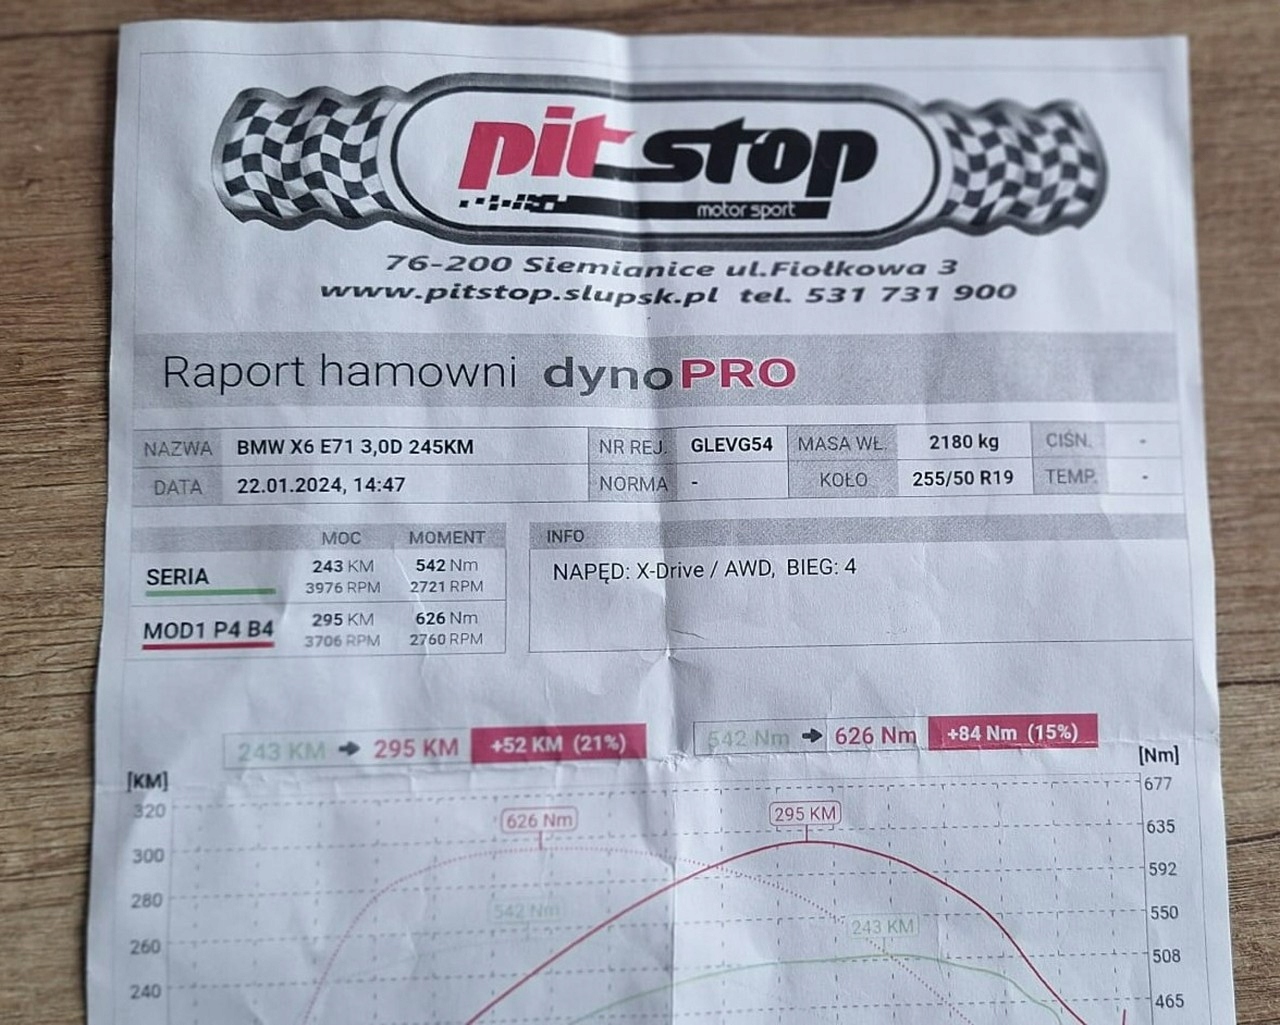 pit stop
motor sport
76-200 Siemianice ul.Fiołkowa 3
www.pitstop.slupsk.pl tel. 531 731 900
Raport hamowni dynoPRO
NAZWA BMW X6 E71 3,0D 245KM NR REJ. GLEVG54 MASA WŁ. 2180 kg CIŚN. -
DATA 22.01.2024, 14:47 NORMA - KOŁO 255/50 R19 TEMP. -
MOC MOMENT INFO
SERIA 243 KM 542 Nm NAPĘD: X-Drive / AWD, BIEG: 4
3976 RPM 2721 RPM
MOD1 P4 B4 295 KM 626 Nm
3706 RPM 2760 RPM
243 KM 295 KM +52 KM (21%) 542 Nm 626 Nm +84 Nm (15%)
[KM] [Nm]
320 677
626 Nm 295 KM 635
300 592
280 550
542 Nm 243 KM
260 508
240 465